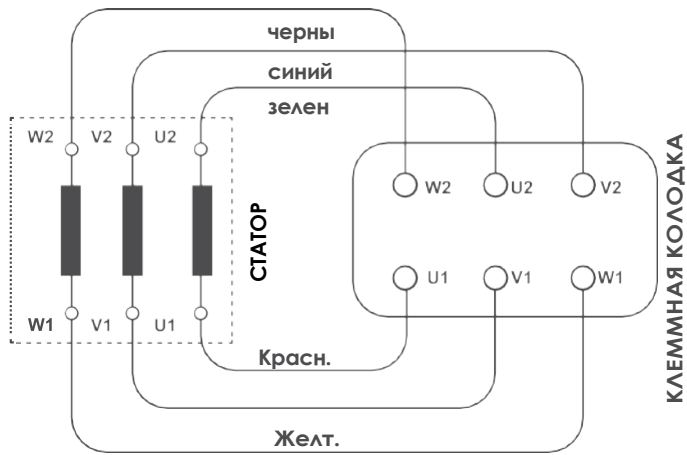 черны
синий
зелен
W2 V2 U2
W2 U2 V2
СТАТОР
КЛЕММНАЯ КОЛОДКА
U1 V1 W1
W1 V1 U1
Красн.
Желт.